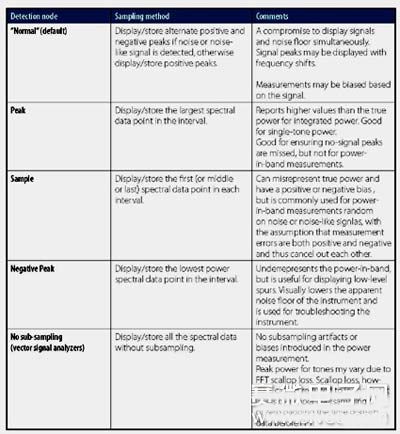 Detection node
Sampling method
Comments
"Normal" (default)
Display/store alternate positive and
negative peaks if noise or noise-
like signal is detected, otherwise
display/store positive peaks.
A compromise to display signals
and noise floor simultaneously.
Signal peaks may be displayed with
frequency shifts.
Measurements may be biased based
on the signal.
Peak
Display/store the largest spectral
data point in the interval.
Reports higher values than the true
power for integrated power. Good
for single-tone power.
Good for ensuring no-signal peaks
are missed, but not for power-
in-band measurements.
Sample
Display/store the first (or middle
or last) spectral data point in each
interval.
Can misrepresent true power and
have a positive or negative bias ,
but is commonly used for power-
in-band measurements random
on noise or noise-like signlas, with
the assumption that measurement
errors are both positive and negative
and thus cancel out each other.
Negative Peak
Display/store the lowest power
spectral data point in the interval.
Underrepresents the power-in-band,
but is useful for displaying low-level
spurs. Visually lowers the apparent
noise floor of the instrument and
is used for troubleshooting the
instrument.
No sub-sampling
(vector signal analyzers)
Display/store all the spectral data
without subsampling.
No subsampling artifacts or
biases introduced in the power
measurement.
Peak power for tones my vary due to
FFT scallop loss. Scallop loss, how-